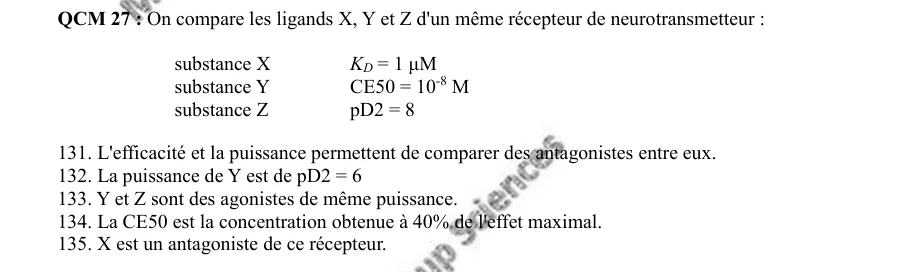 QCM 27 : On compare les ligands X, Y et Z d'un même récepteur de neurotransmetteur :
substance X K_D = 1 μM
substance Y CE50 = 10⁻⁸ M
substance Z pD2 = 8
131. L'efficacité et la puissance permettent de comparer des antagonistes entre eux.
132. La puissance de Y est de pD2 = 6
133. Y et Z sont des agonistes de même puissance.
134. La CE50 est la concentration obtenue à 40% de l'effet maximal.
135. X est un antagoniste de ce récepteur.
up Sciences